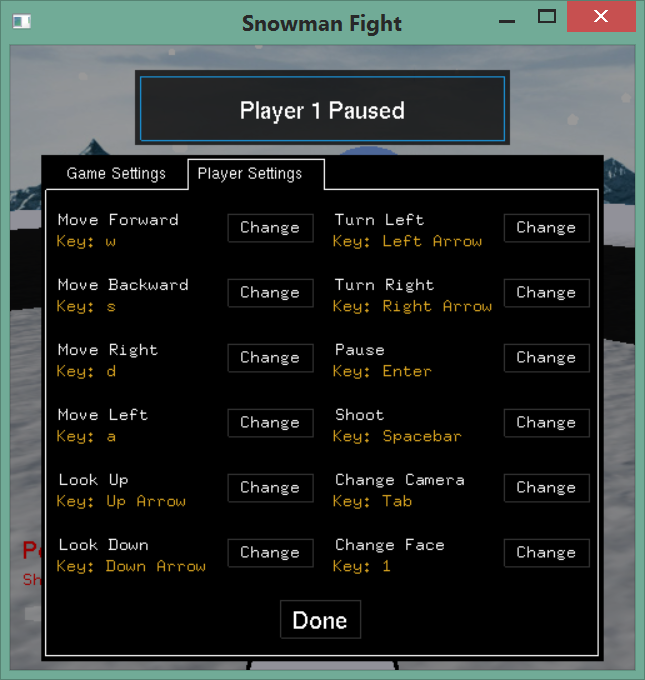 Snowman Fight
Player 1 Paused
Game Settings
Player Settings
Move Forward
Key: w
Change
Turn Left
Key: Left Arrow
Change
Move Backward
Key: s
Change
Turn Right
Key: Right Arrow
Change
Move Right
Key: d
Change
Pause
Key: Enter
Change
Move Left
Key: a
Change
Shoot
Key: Spacebar
Change
Look Up
Key: Up Arrow
Change
Change Camera
Key: Tab
Change
Look Down
Key: Down Arrow
Change
Change Face
Key: 1
Change
Done